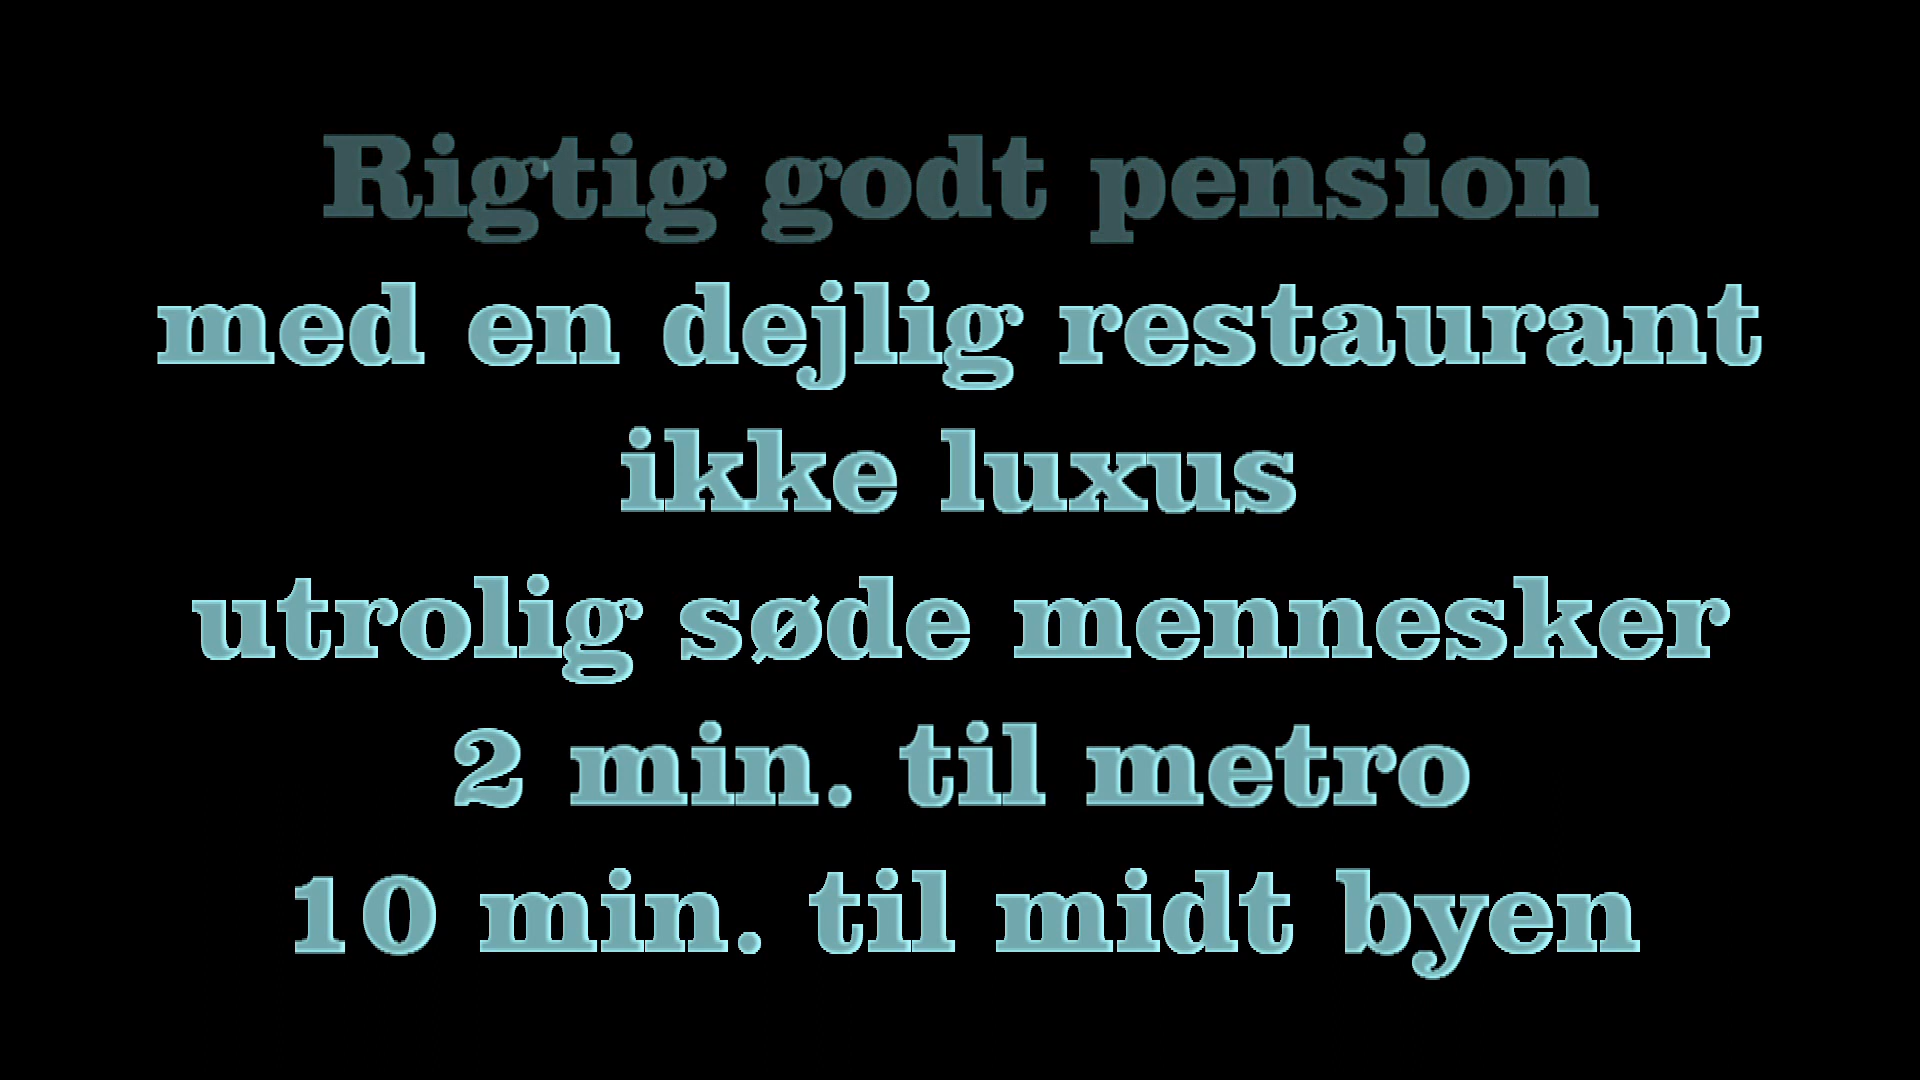 Rigtig godt pension
med en dejlig restaurant
ikke luxus
utrolig søde mennesker
2 min. til metro
10 min. til midt byen